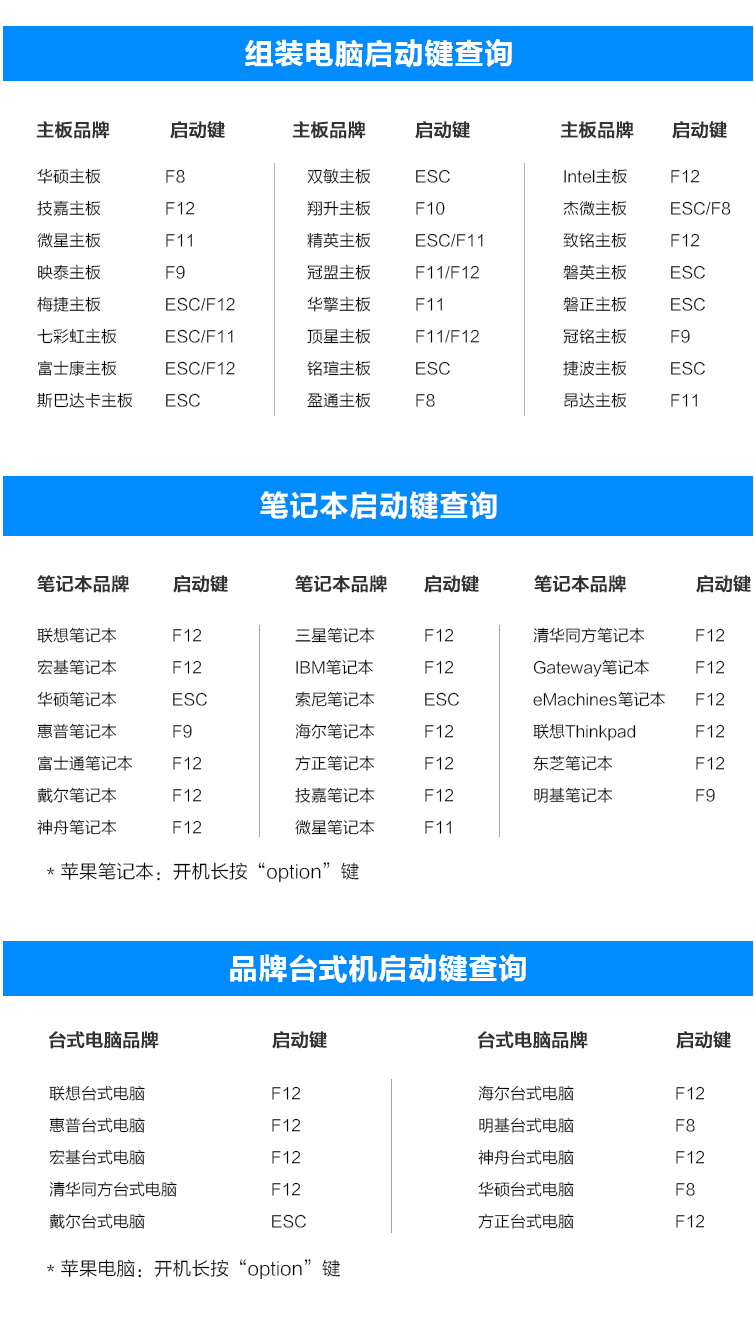 组装电脑启动键查询
主板品牌 启动键 主板品牌 启动键 主板品牌 启动键
华硕主板 F8 双敏主板 ESC Intel主板 F12
技嘉主板 F12 翔升主板 F10 杰微主板 ESC/F8
微星主板 F11 精英主板 ESC/F11 致铭主板 F12
映泰主板 F9 冠盟主板 F11/F12 磐英主板 ESC
梅捷主板 ESC/F12 华擎主板 F11 磐正主板 ESC
七彩虹主板 ESC/F11 顶星主板 F11/F12 冠铭主板 F9
富士康主板 ESC/F12 铭瑄主板 ESC 捷波主板 ESC
斯巴达卡主板 ESC 盈通主板 F8 昂达主板 F11
笔记本启动键查询
笔记本品牌 启动键 笔记本品牌 启动键 笔记本品牌 启动键
联想笔记本 F12 三星笔记本 F12 清华同方笔记本 F12
宏基笔记本 F12 IBM笔记本 F12 Gateway笔记本 F12
华硕笔记本 ESC 索尼笔记本 ESC eMachines笔记本 F12
惠普笔记本 F9 海尔笔记本 F12 联想Thinkpad F12
富士通笔记本 F12 方正笔记本 F12 东芝笔记本 F12
戴尔笔记本 F12 技嘉笔记本 F12 明基笔记本 F9
神舟笔记本 F12 微星笔记本 F11
* 苹果笔记本：开机长按“option”键
品牌台式机启动键查询
台式电脑品牌 启动键 台式电脑品牌 启动键
联想台式电脑 F12 海尔台式电脑 F12
惠普台式电脑 F12 明基台式电脑 F8
宏基台式电脑 F12 神舟台式电脑 F12
清华同方台式电脑 F12 华硕台式电脑 F8
戴尔台式电脑 ESC 方正台式电脑 F12
* 苹果电脑：开机长按“option”键